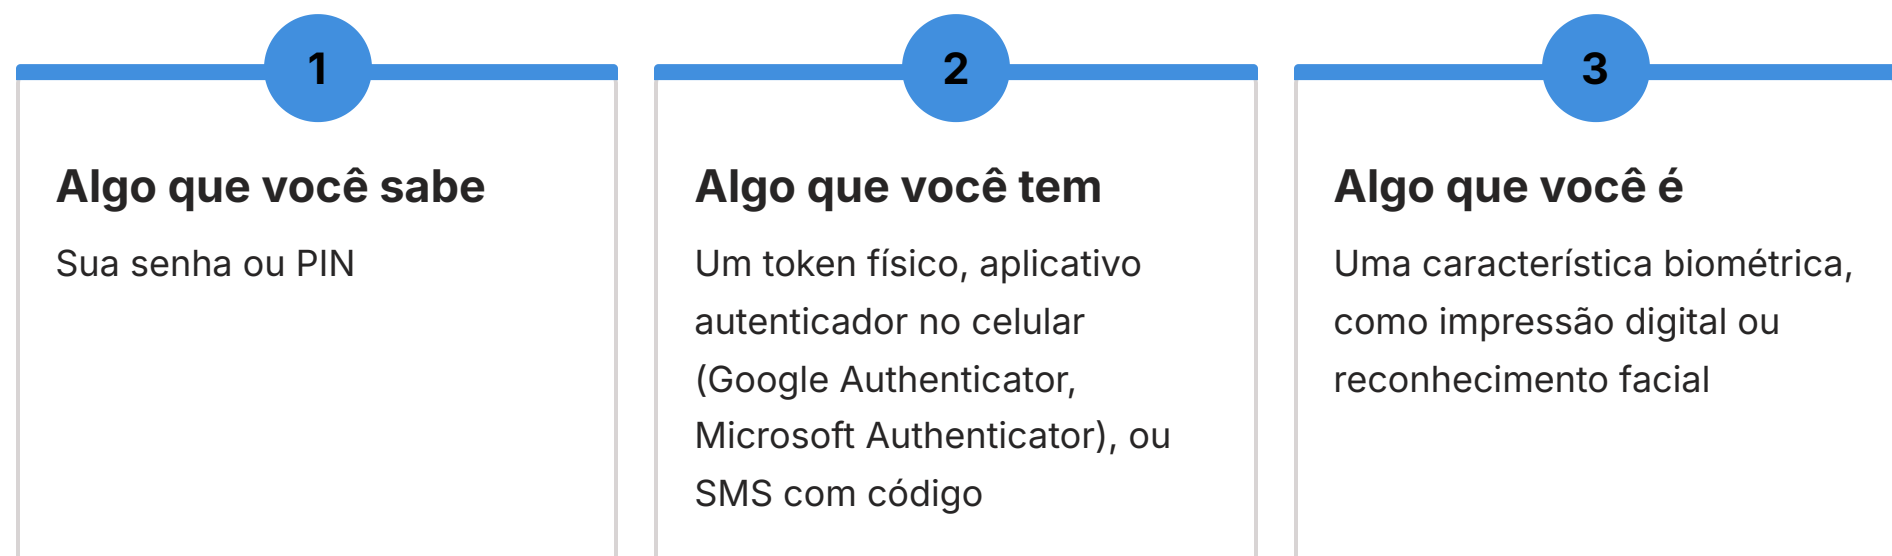 1
Algo que você sabe
Sua senha ou PIN
2
Algo que você tem
Um token físico, aplicativo
autenticador no celular
(Google Authenticator,
Microsoft Authenticator), ou
SMS com código
3
Algo que você é
Uma característica biométrica,
como impressão digital ou
reconhecimento facial